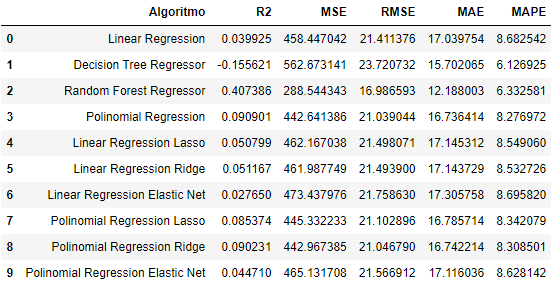 Algoritmo R2 MSE RMSE MAE MAPE
0 Linear Regression 0.039925 458.447042 21.411376 17.039754 8.682542
1 Decision Tree Regressor -0.155621 562.673141 23.720732 15.702065 6.126925
2 Random Forest Regressor 0.407386 288.544343 16.986593 12.188003 6.332581
3 Polinomial Regression 0.090901 442.641386 21.039044 16.736414 8.276972
4 Linear Regression Lasso 0.050799 462.167038 21.498071 17.145312 8.549060
5 Linear Regression Ridge 0.051167 461.987749 21.493900 17.143729 8.532726
6 Linear Regression Elastic Net 0.027650 473.437976 21.758630 17.305758 8.695820
7 Polinomial Regression Lasso 0.085374 445.332233 21.102896 16.785714 8.342079
8 Polinomial Regression Ridge 0.090231 442.967385 21.046790 16.742214 8.308501
9 Polinomial Regression Elastic Net 0.044710 465.131708 21.566912 17.116036 8.628142